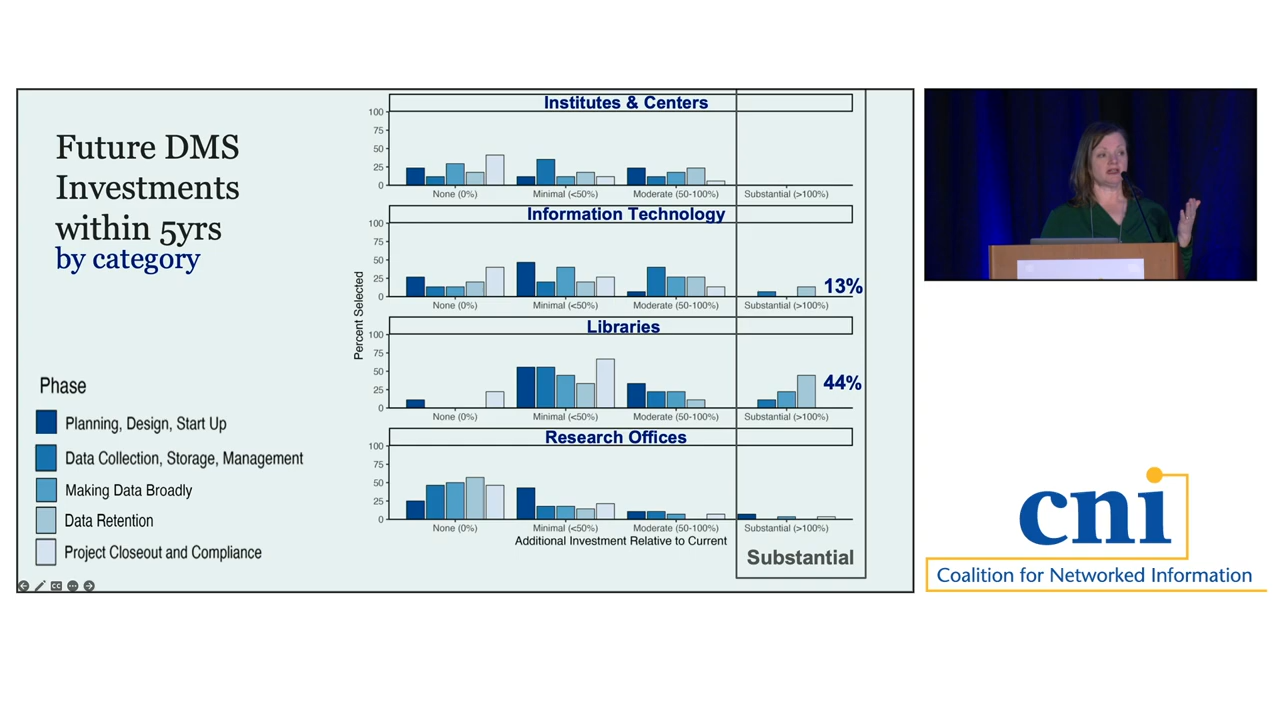 Future DMS
Investments
within 5yrs
by category
Phase
Planning, Design, Start Up
Data Collection, Storage, Management
Making Data Broadly
Data Retention
Project Closeout and Compliance
Percent Selected
Institutes & Centers
100
75
50
25
0
None (0%) Minimal (<50%) Moderate (50-100%) Substantial (>100%)
Information Technology
100
75
50
25
0
13%
None (0%) Minimal (<50%) Moderate (50-100%) Substantial (>100%)
Libraries
100
75
50
25
0
44%
None (0%) Minimal (<50%) Moderate (50-100%) Substantial (>100%)
Research Offices
100
75
50
25
0
None (0%) Minimal (<50%) Moderate (50-100%) Substantial (>100%)
Additional Investment Relative to Current
Substantial
cni
Coalition for Networked Information